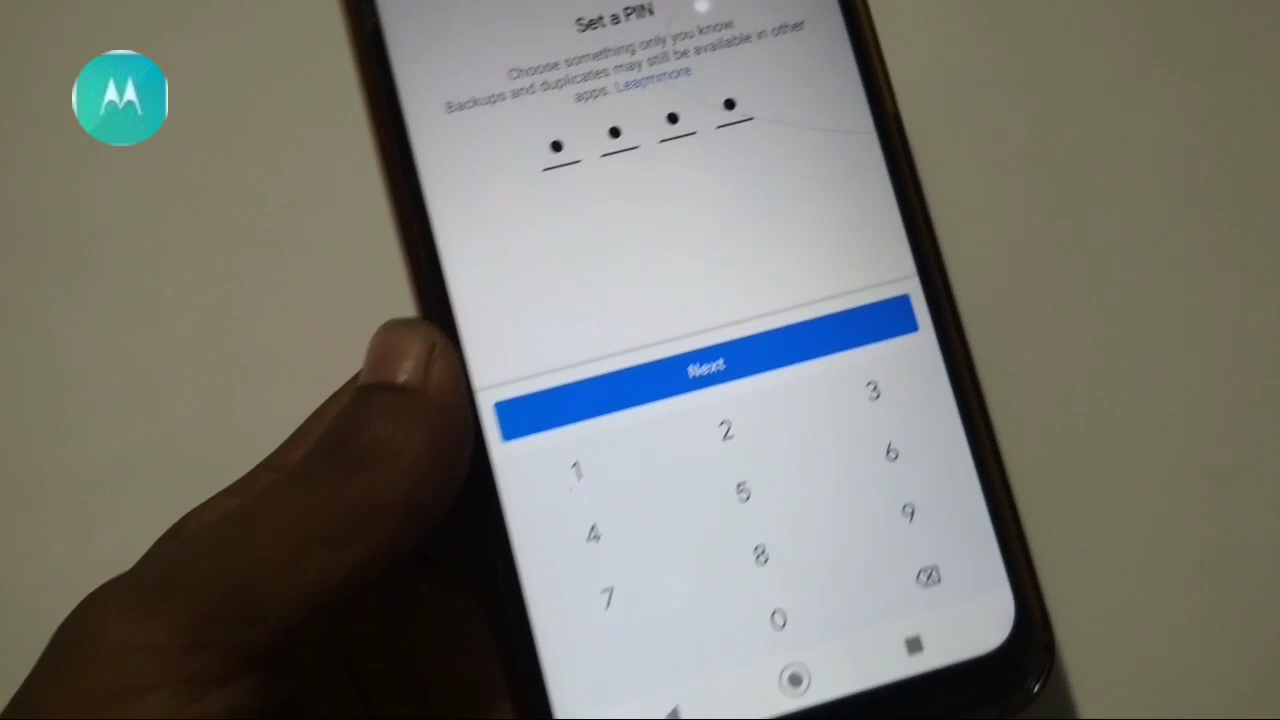 Set a PIN
Choose something only you know
Backups and duplicates may still be available in other
apps. Learn more
Next
1 2 3
4 5 6
7 8 9
0